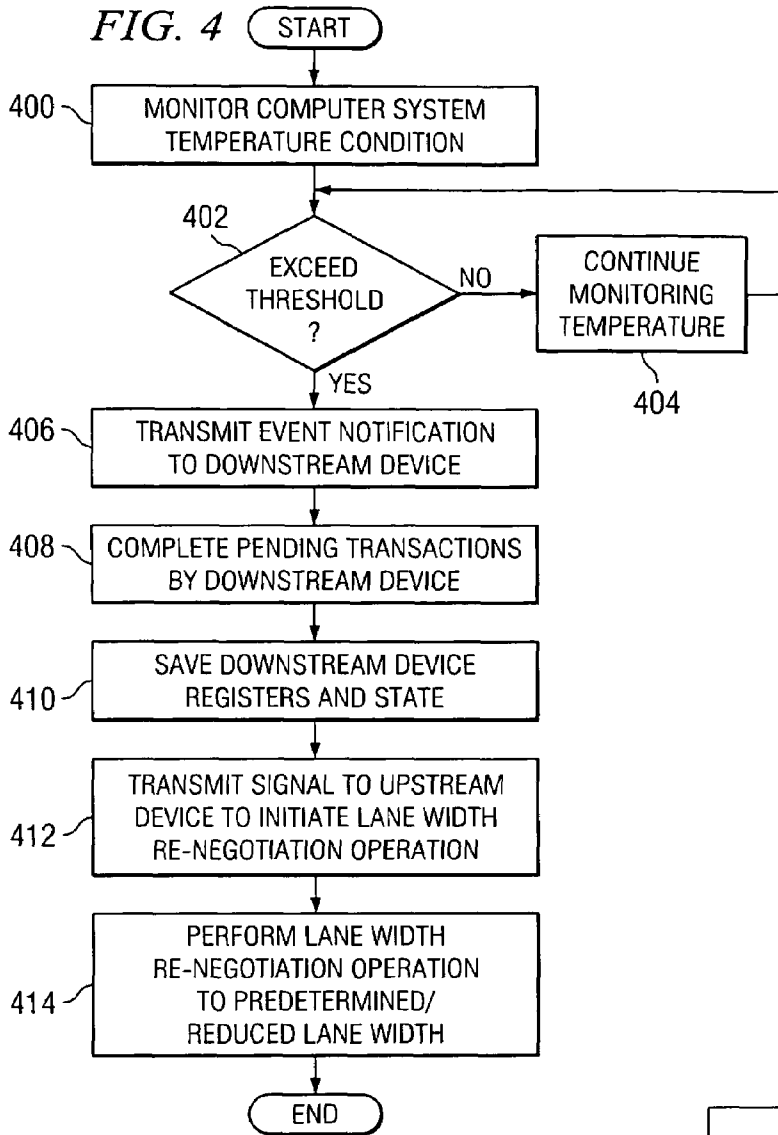 FIG. 4
START
400
MONITOR COMPUTER SYSTEM
TEMPERATURE CONDITION
402
EXCEED
THRESHOLD
?
NO
CONTINUE
MONITORING
TEMPERATURE
404
YES
406
TRANSMIT EVENT NOTIFICATION
TO DOWNSTREAM DEVICE
408
COMPLETE PENDING TRANSACTIONS
BY DOWNSTREAM DEVICE
410
SAVE DOWNSTREAM DEVICE
REGISTERS AND STATE
412
TRANSMIT SIGNAL TO UPSTREAM
DEVICE TO INITIATE LANE WIDTH
RE-NEGOTIATION OPERATION
414
PERFORM LANE WIDTH
RE-NEGOTIATION OPERATION
TO PREDETERMINED/
REDUCED LANE WIDTH
END